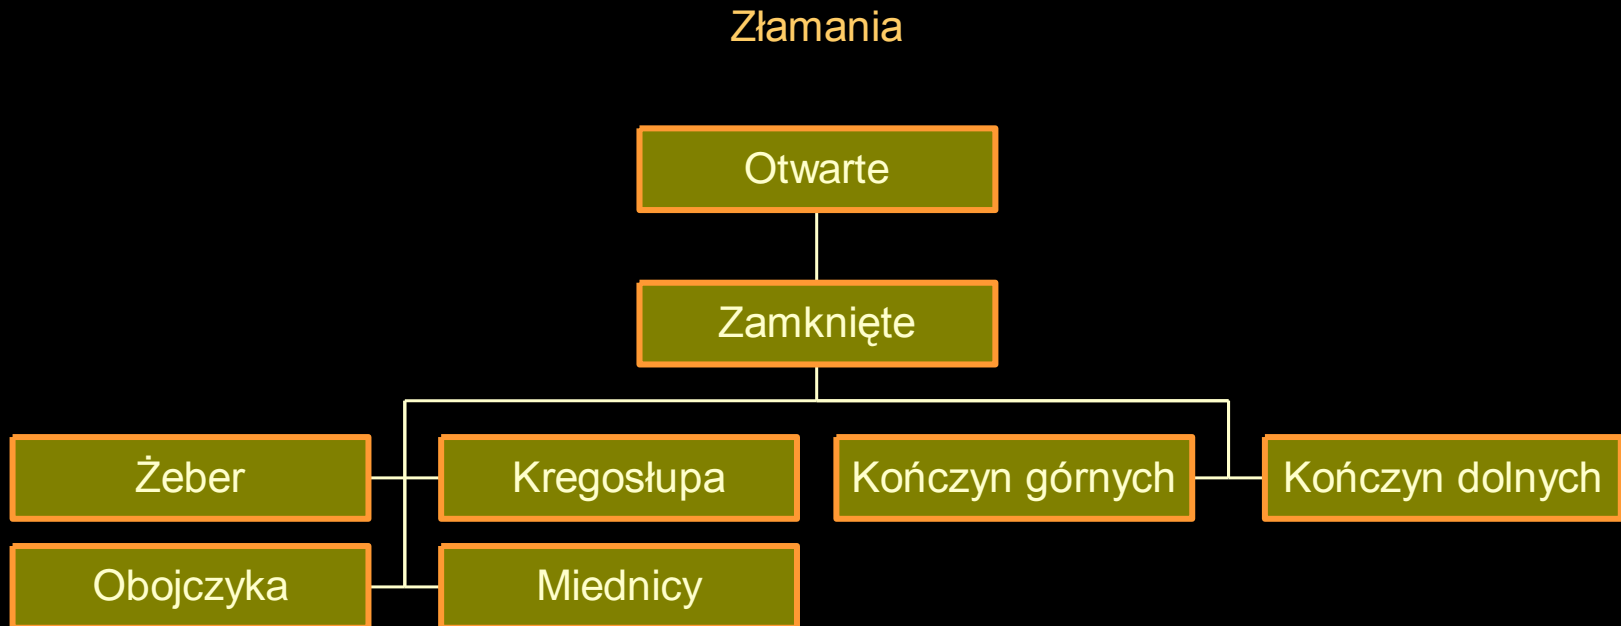 Złamania
Otwarte
Zamknięte
Żeber
Kregosłupa
Kończyn górnych
Kończyn dolnych
Obojczyka
Miednicy